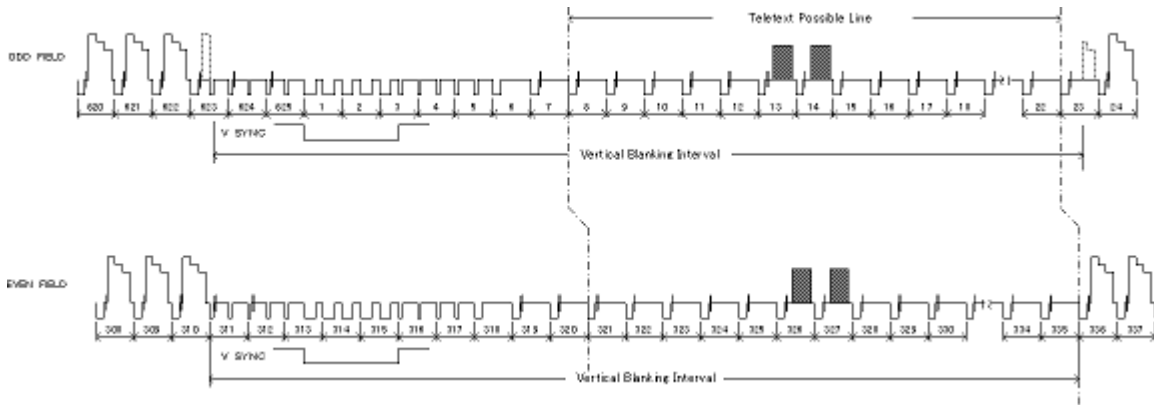 Teletext Possible Line
ODD FIELD
620 621 622 623 624 625 1 2 3 4 5 6 7 8 9 10 11 12 13 14 15 16 17 18 22 23 24
V SYNC
Vertical Blanking Interval
EVEN FIELD
308 309 310 311 312 313 314 315 316 317 318 319 320 321 322 323 324 325 326 327 328 329 330 334 335 336 337
V SYNC
Vertical Blanking Interval